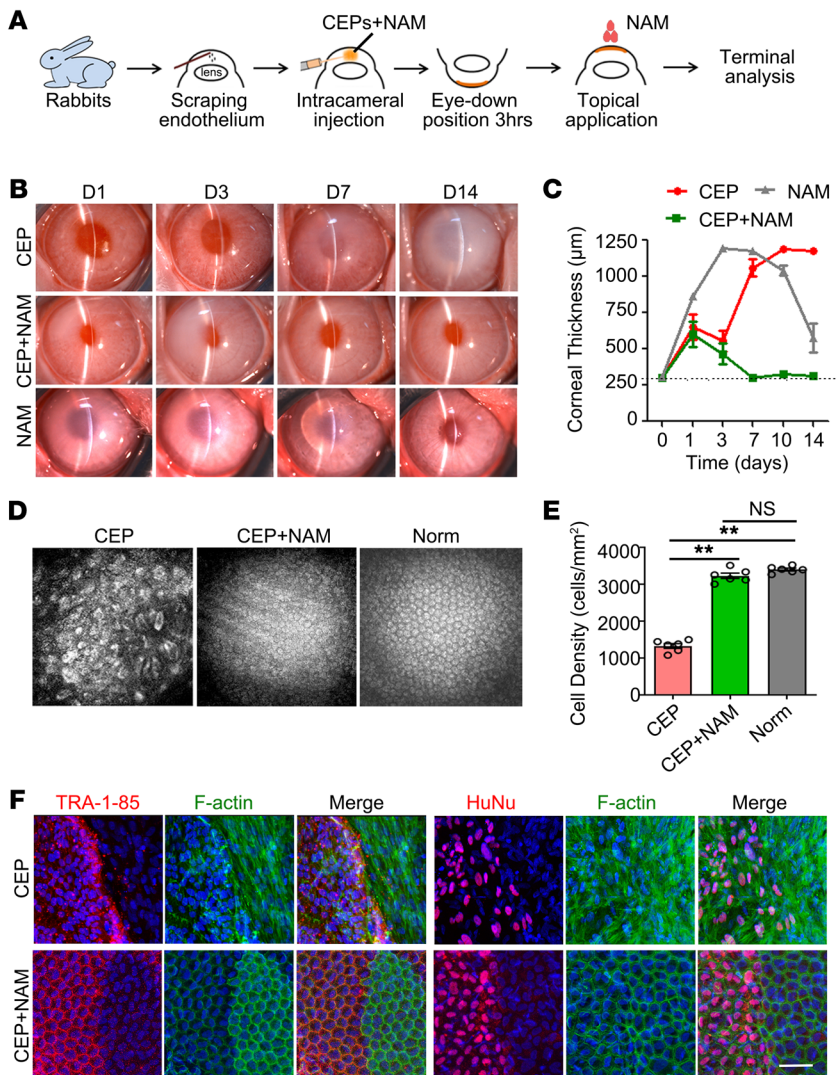 A
CEPs+NAM
NAM
lens
Rabbits
Scraping
endothelium
Intracameral
injection
Eye-down
position 3hrs
Topical
application
Terminal
analysis
B
D1 D3 D7 D14
CEP
CEP+NAM
NAM
C
CEP NAM
CEP+NAM
Corneal Thickness (μm)
1250
1000
750
500
250
0
0 1 3 7 10 14
Time (days)
D
CEP CEP+NAM Norm
E
NS
**
**
Cell Density (cells/mm²)
4000
3000
2000
1000
0
CEP
CEP+NAM
Norm
F
TRA-1-85 F-actin Merge HuNu F-actin Merge
CEP
CEP+NAM